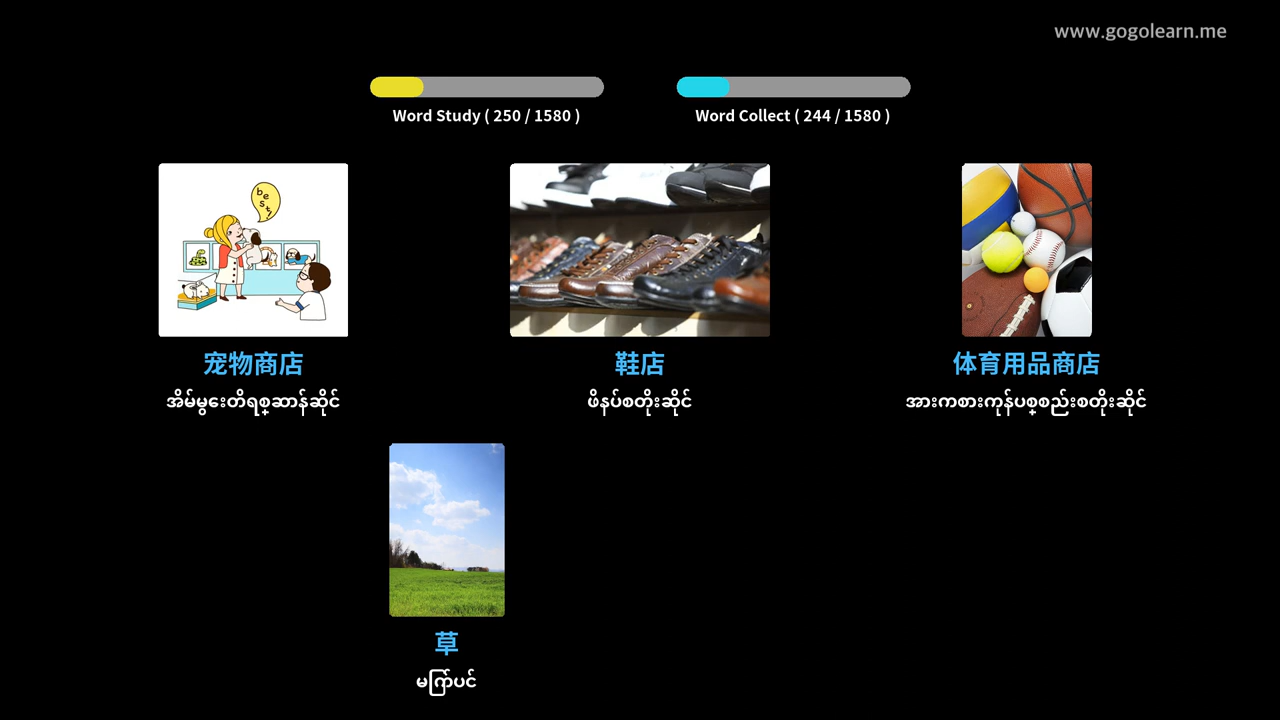 www.gogolearn.me
Word Study ( 250 / 1580 )
Word Collect ( 244 / 1580 )
best!
宠物商店
အိမ်မွေးတိရစ္ဆာန်ဆိုင်
鞋店
ဖိနပ်စတိုးဆိုင်
体育用品商店
အားကစားကုန်ပစ္စည်းစတိုးဆိုင်
草
မြက်ပင်